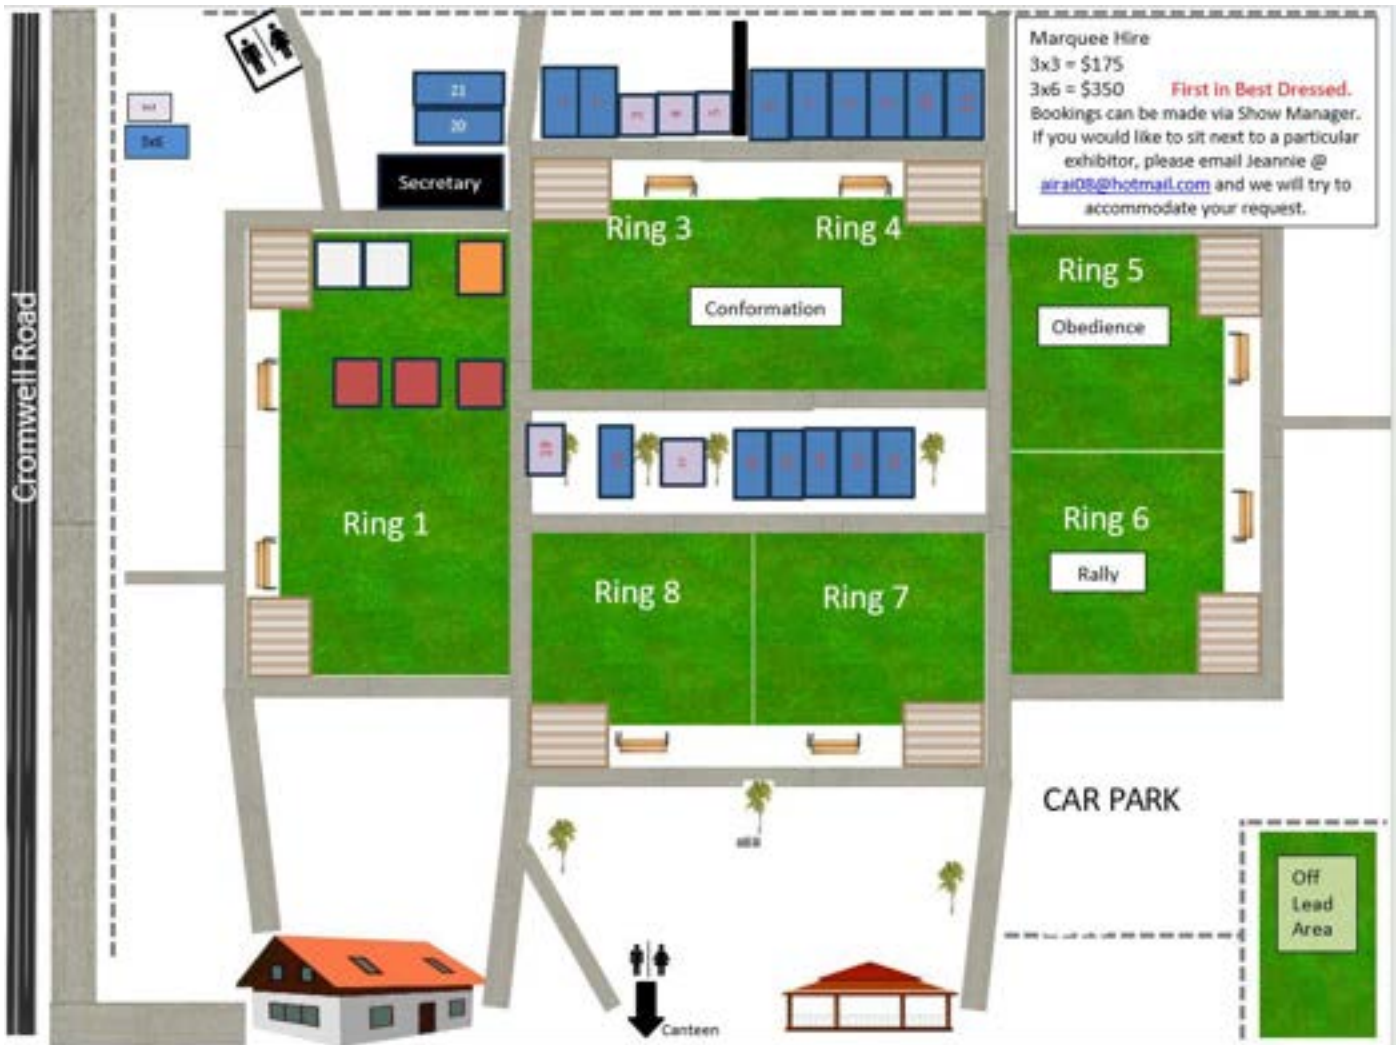 Marquee Hire
3x3 = $175
3x6 = $350 First in Best Dressed.
Bookings can be made via Show Manager.
If you would like to sit next to a particular
exhibitor, please email Jeannie @
airai08@hotmail.com and we will try to
accommodate your request.
21
20
3x6
Secretary
Ring 3
Ring 4
Conformation
Ring 5
Obedience
Cromwell Road
Ring 1
Ring 6
Rally
Ring 8
Ring 7
CAR PARK
Off
Lead
Area
Canteen